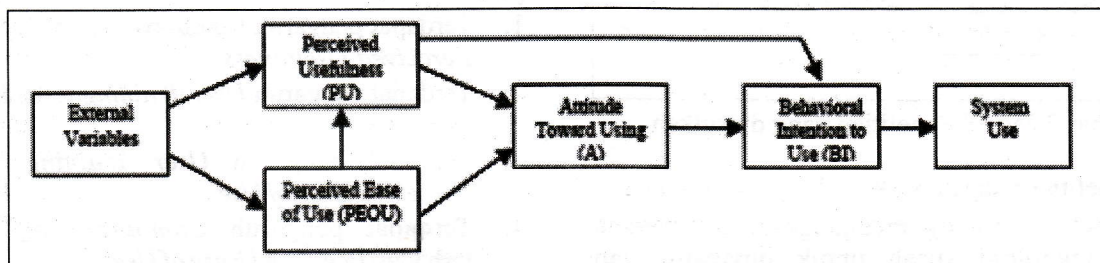 External
Variables
Perceived
Usefulness
(PU)
Perceived Ease
of Use (PEOU)
Attitude
Toward Using
(A)
Behavioral
Intention to
Use (BI)
System
Use